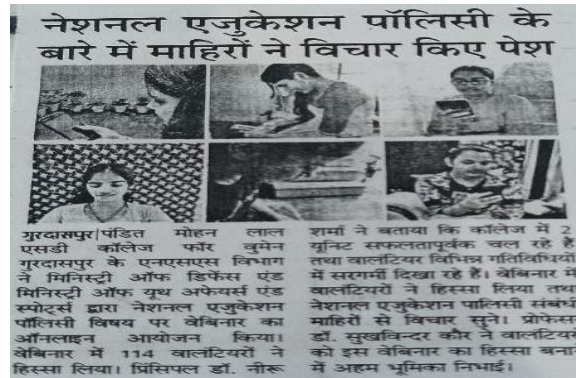 नेशनल एजुकेशन पॉलिसी के
बारे में माहिरों ने विचार किए पेश
गुरदासपुर|पंडित मोहन लाल
एसडी कॉलेज फॉर वुमेन
गुरदासपुर के एनएसएस विभाग
ने मिनिस्ट्री ऑफ डिफेंस एंड
मिनिस्ट्री ऑफ यूथ अफेयर्स एंड
स्पोर्ट्स द्वारा नेशनल एजुकेशन
पॉलिसी विषय पर वेबिनार का
ऑनलाइन आयोजन किया।
वेबिनार में 114 वालंटियरों ने
हिस्सा लिया। प्रिंसिपल डॉ. नीरू
शर्मा ने बताया कि कॉलेज में 2
यूनिट सफलतापूर्वक चल रहे हैं
तथा वालंटियर विभिन्न गतिविधियों
में सरगर्मी दिखा रहे हैं। वेबिनार में
वालंटियरों ने हिस्सा लिया तथा
नेशनल एजुकेशन पालिसी संबंधी
माहिरों से विचार सुने। प्रोफेसर
डॉ. सुखविंदर कौर ने वालंटियरों
को इस वेबिनार का हिस्सा बनाने
में अहम भूमिका निभाई।